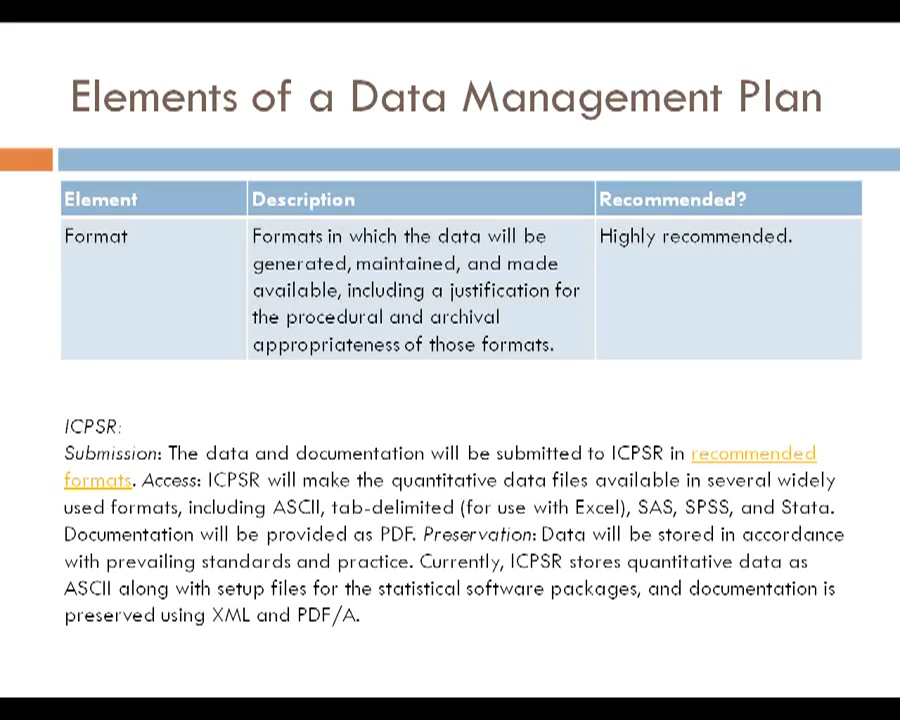 Elements of a Data Management Plan
Element
Description
Recommended?
Format
Formats in which the data will be
generated, maintained, and made
available, including a justification for
the procedural and archival
appropriateness of those formats.
Highly recommended.
ICPSR:
Submission: The data and documentation will be submitted to ICPSR in recommended
formats. Access: ICPSR will make the quantitative data files available in several widely
used formats, including ASCII, tab-delimited (for use with Excel), SAS, SPSS, and Stata.
Documentation will be provided as PDF. Preservation: Data will be stored in accordance
with prevailing standards and practice. Currently, ICPSR stores quantitative data as
ASCII along with setup files for the statistical software packages, and documentation is
preserved using XML and PDF/A.